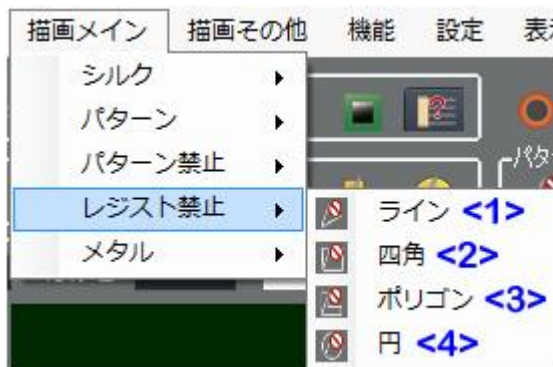 描画メイン 描画その他 機能 設定
シルク
パターン
パターン禁止
レジスト禁止
メタル
ライン <1>
四角 <2>
ポリゴン <3>
円 <4>